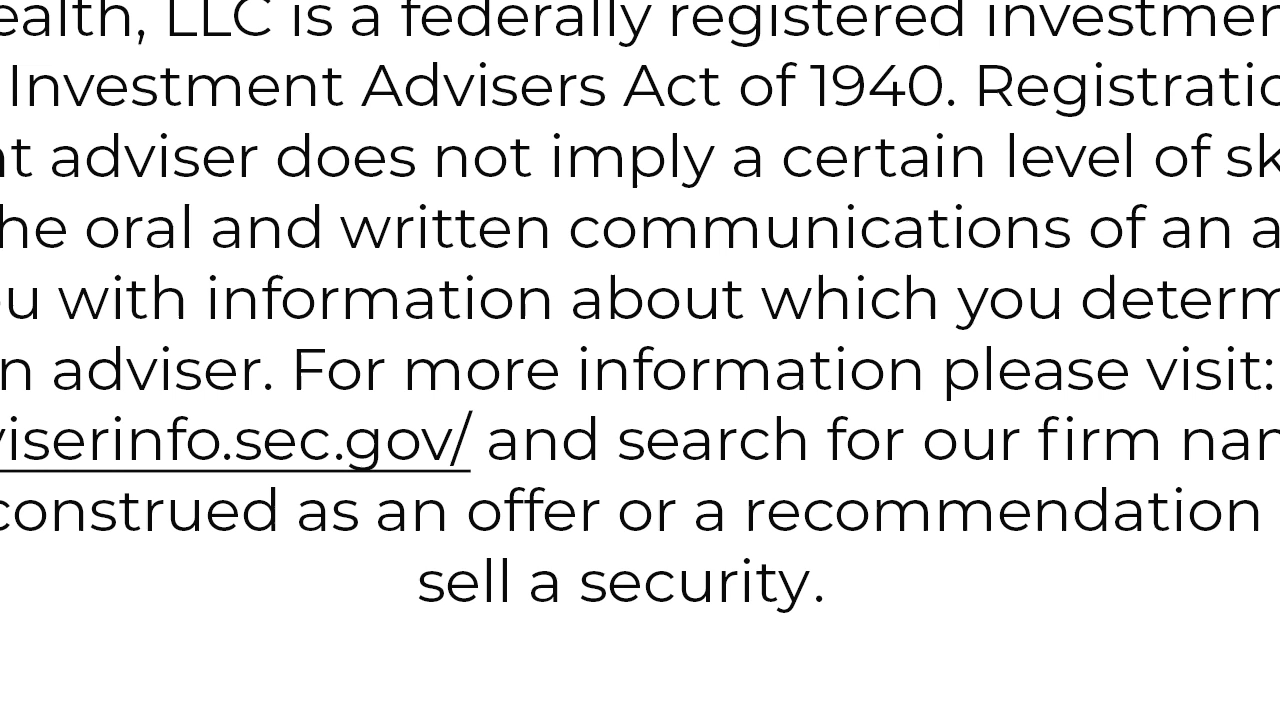 ealth, LLC is a federally registered investmen
Investment Advisers Act of 1940. Registratio
nt adviser does not imply a certain level of sk
he oral and written communications of an a
ou with information about which you determ
n adviser. For more information please visit:
viserinfo.sec.gov/ and search for our firm nam
construed as an offer or a recommendation
sell a security.